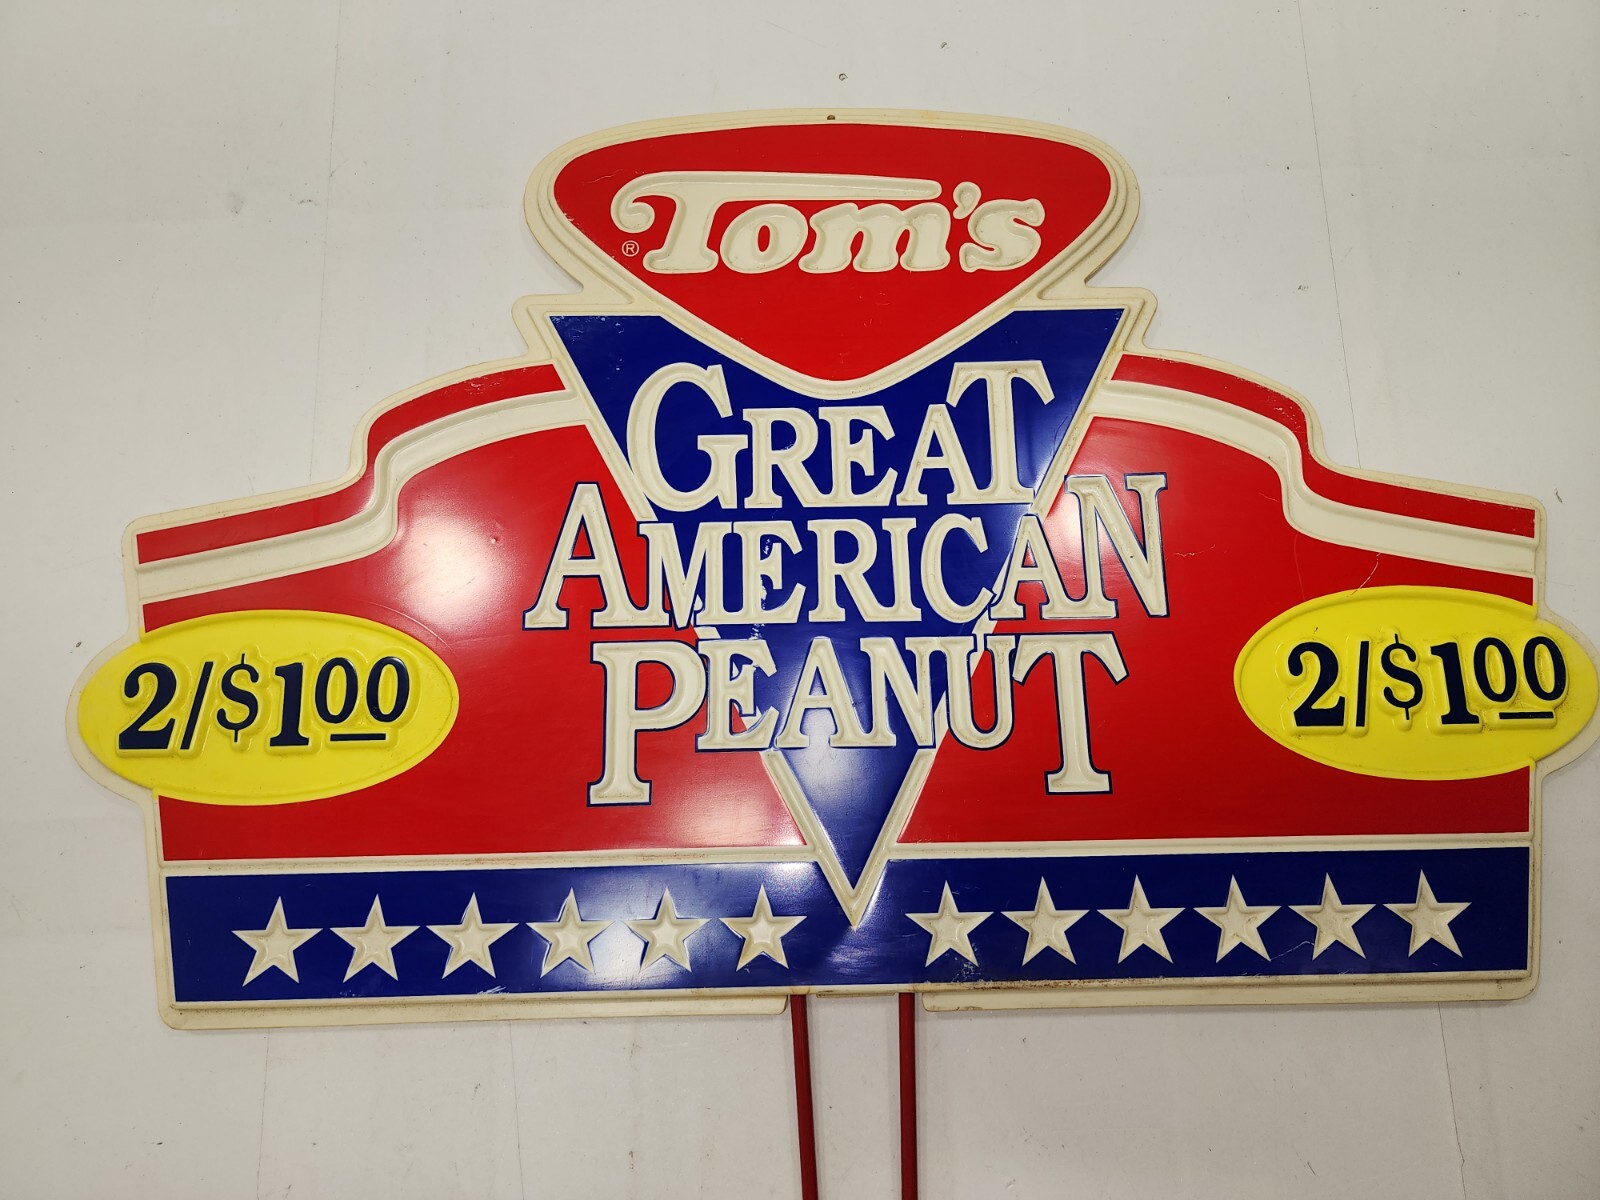 Tom's
®
GREAT
AMERICAN
PEANUT
2/$1.00
2/$1.00